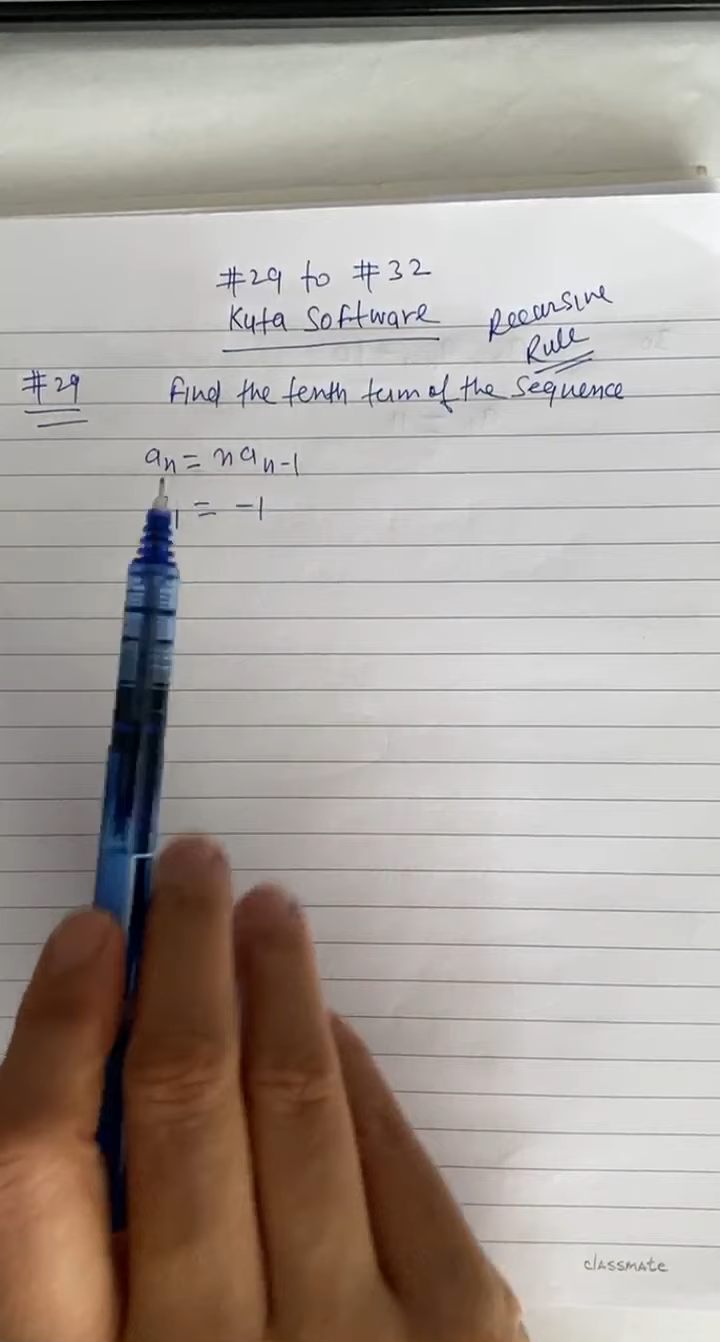 #29 to #32
Kuta Software
Recursive
Rule
#29 Find the tenth term of the Sequence
an = nan-1
1 = -1
classmate